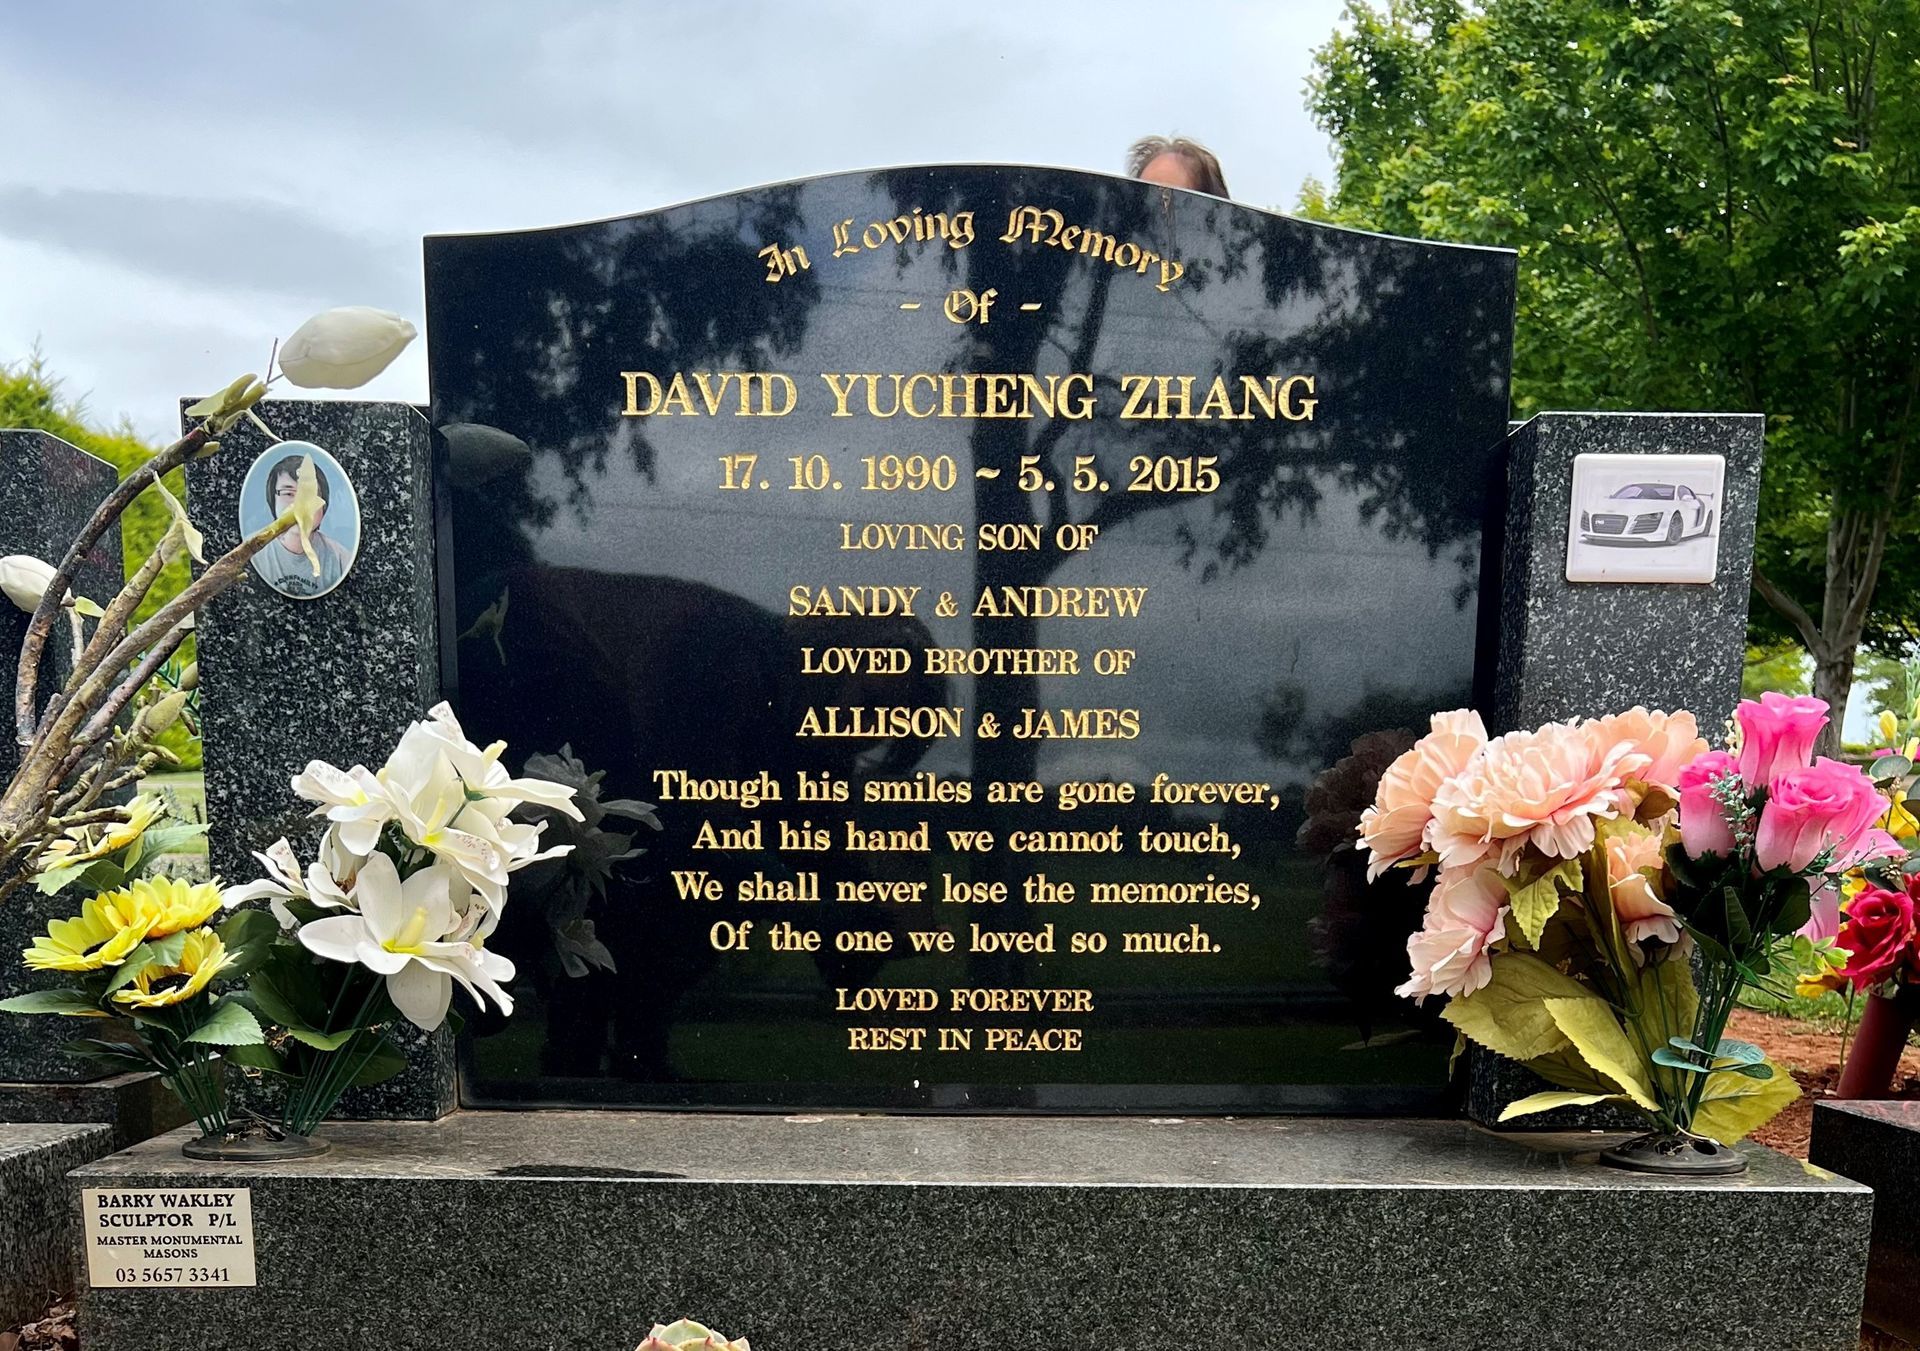 In Loving Memory
- Of -
DAVID YUCHENG ZHANG
17. 10. 1990 ~ 5. 5. 2015
LOVING SON OF
SANDY & ANDREW
LOVED BROTHER OF
ALLISON & JAMES
Though his smiles are gone forever,
And his hand we cannot touch,
We shall never lose the memories,
Of the one we loved so much.
LOVED FOREVER
REST IN PEACE
BARRY WAKLEY
SCULPTOR P/L
MASTER MONUMENTAL
MASONS
03 5657 3341